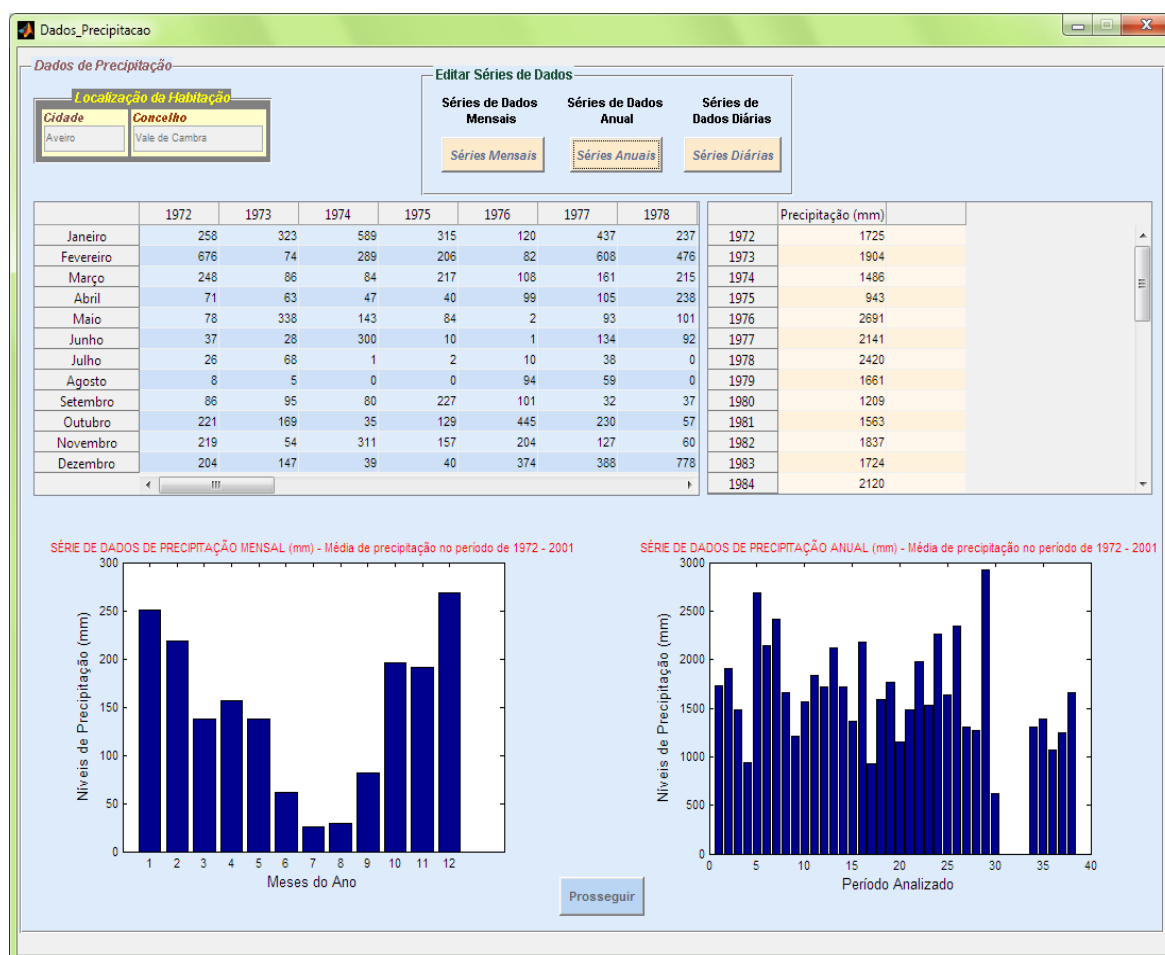 Dados_Precipitacao
Dados de Precipitação
Localização da Habitação
Cidade Concelho
Aveiro Vale de Cambra
Editar Séries de Dados
Séries de Dados Mensais Séries de Dados Anual Séries de Dados Diárias
Séries Mensais Séries Anuais Séries Diárias
1972 1973 1974 1975 1976 1977 1978
Janeiro 258 323 589 315 120 437 237
Fevereiro 676 74 289 206 82 608 476
Março 248 86 84 217 108 161 215
Abril 71 63 47 40 99 105 238
Maio 78 338 143 84 2 93 101
Junho 37 28 300 10 1 134 92
Julho 26 68 1 2 10 38 0
Agosto 8 5 0 0 94 59 0
Setembro 86 95 80 227 101 32 37
Outubro 221 169 35 129 445 230 57
Novembro 219 54 311 157 204 127 60
Dezembro 204 147 39 40 374 388 778
Precipitação (mm)
1972 1725
1973 1904
1974 1486
1975 943
1976 2691
1977 2141
1978 2420
1979 1661
1980 1209
1981 1563
1982 1837
1983 1724
1984 2120
SÉRIE DE DADOS DE PRECIPITAÇÃO MENSAL (mm) - Média de precipitação no período de 1972 - 2001
300
250
200
150
100
50
0
Níveis de Precipitação (mm)
1 2 3 4 5 6 7 8 9 10 11 12
Meses do Ano
SÉRIE DE DADOS DE PRECIPITAÇÃO ANUAL (mm) - Média de precipitação no período de 1972 - 2001
3000
2500
2000
1500
1000
500
0
Níveis de Precipitação (mm)
0 5 10 15 20 25 30 35 40
Período Analizado
Prosseguir